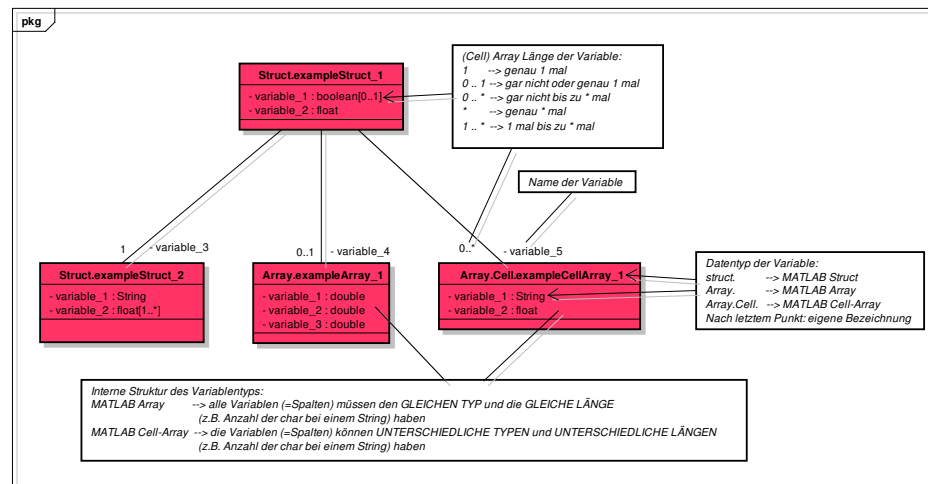 pkg
(Cell) Array Länge der Variable:
1 --> genau 1 mal
0 .. 1 --> gar nicht oder genau 1 mal
0 .. * --> gar nicht bis zu * mal
* --> genau * mal
1 .. * --> 1 mal bis zu * mal
Struct.exampleStruct_1
- variable_1 : boolean[0..1]
- variable_2 : float
Name der Variable
1
- variable_3
0..1
- variable_4
0..*
- variable_5
Struct.exampleStruct_2
- variable_1 : String
- variable_2 : float[1..*]
Array.exampleArray_1
- variable_1 : double
- variable_2 : double
- variable_3 : double
Array.Cell.exampleCellArray_1
- variable_1 : String
- variable_2 : float
Datentyp der Variable:
struct. --> MATLAB Struct
Array. --> MATLAB Array
Array.Cell. --> MATLAB Cell-Array
Nach letztem Punkt: eigene Bezeichnung
Interne Struktur des Variablentyps:
MATLAB Array --> alle Variablen (=Spalten) müssen den GLEICHEN TYP und die GLEICHE LÄNGE
(z.B. Anzahl der char bei einem String) haben
MATLAB Cell-Array --> die Variablen (=Spalten) können UNTERSCHIEDLICHE TYPEN und UNTERSCHIEDLICHE LÄNGEN
(z.B. Anzahl der char bei einem String) haben